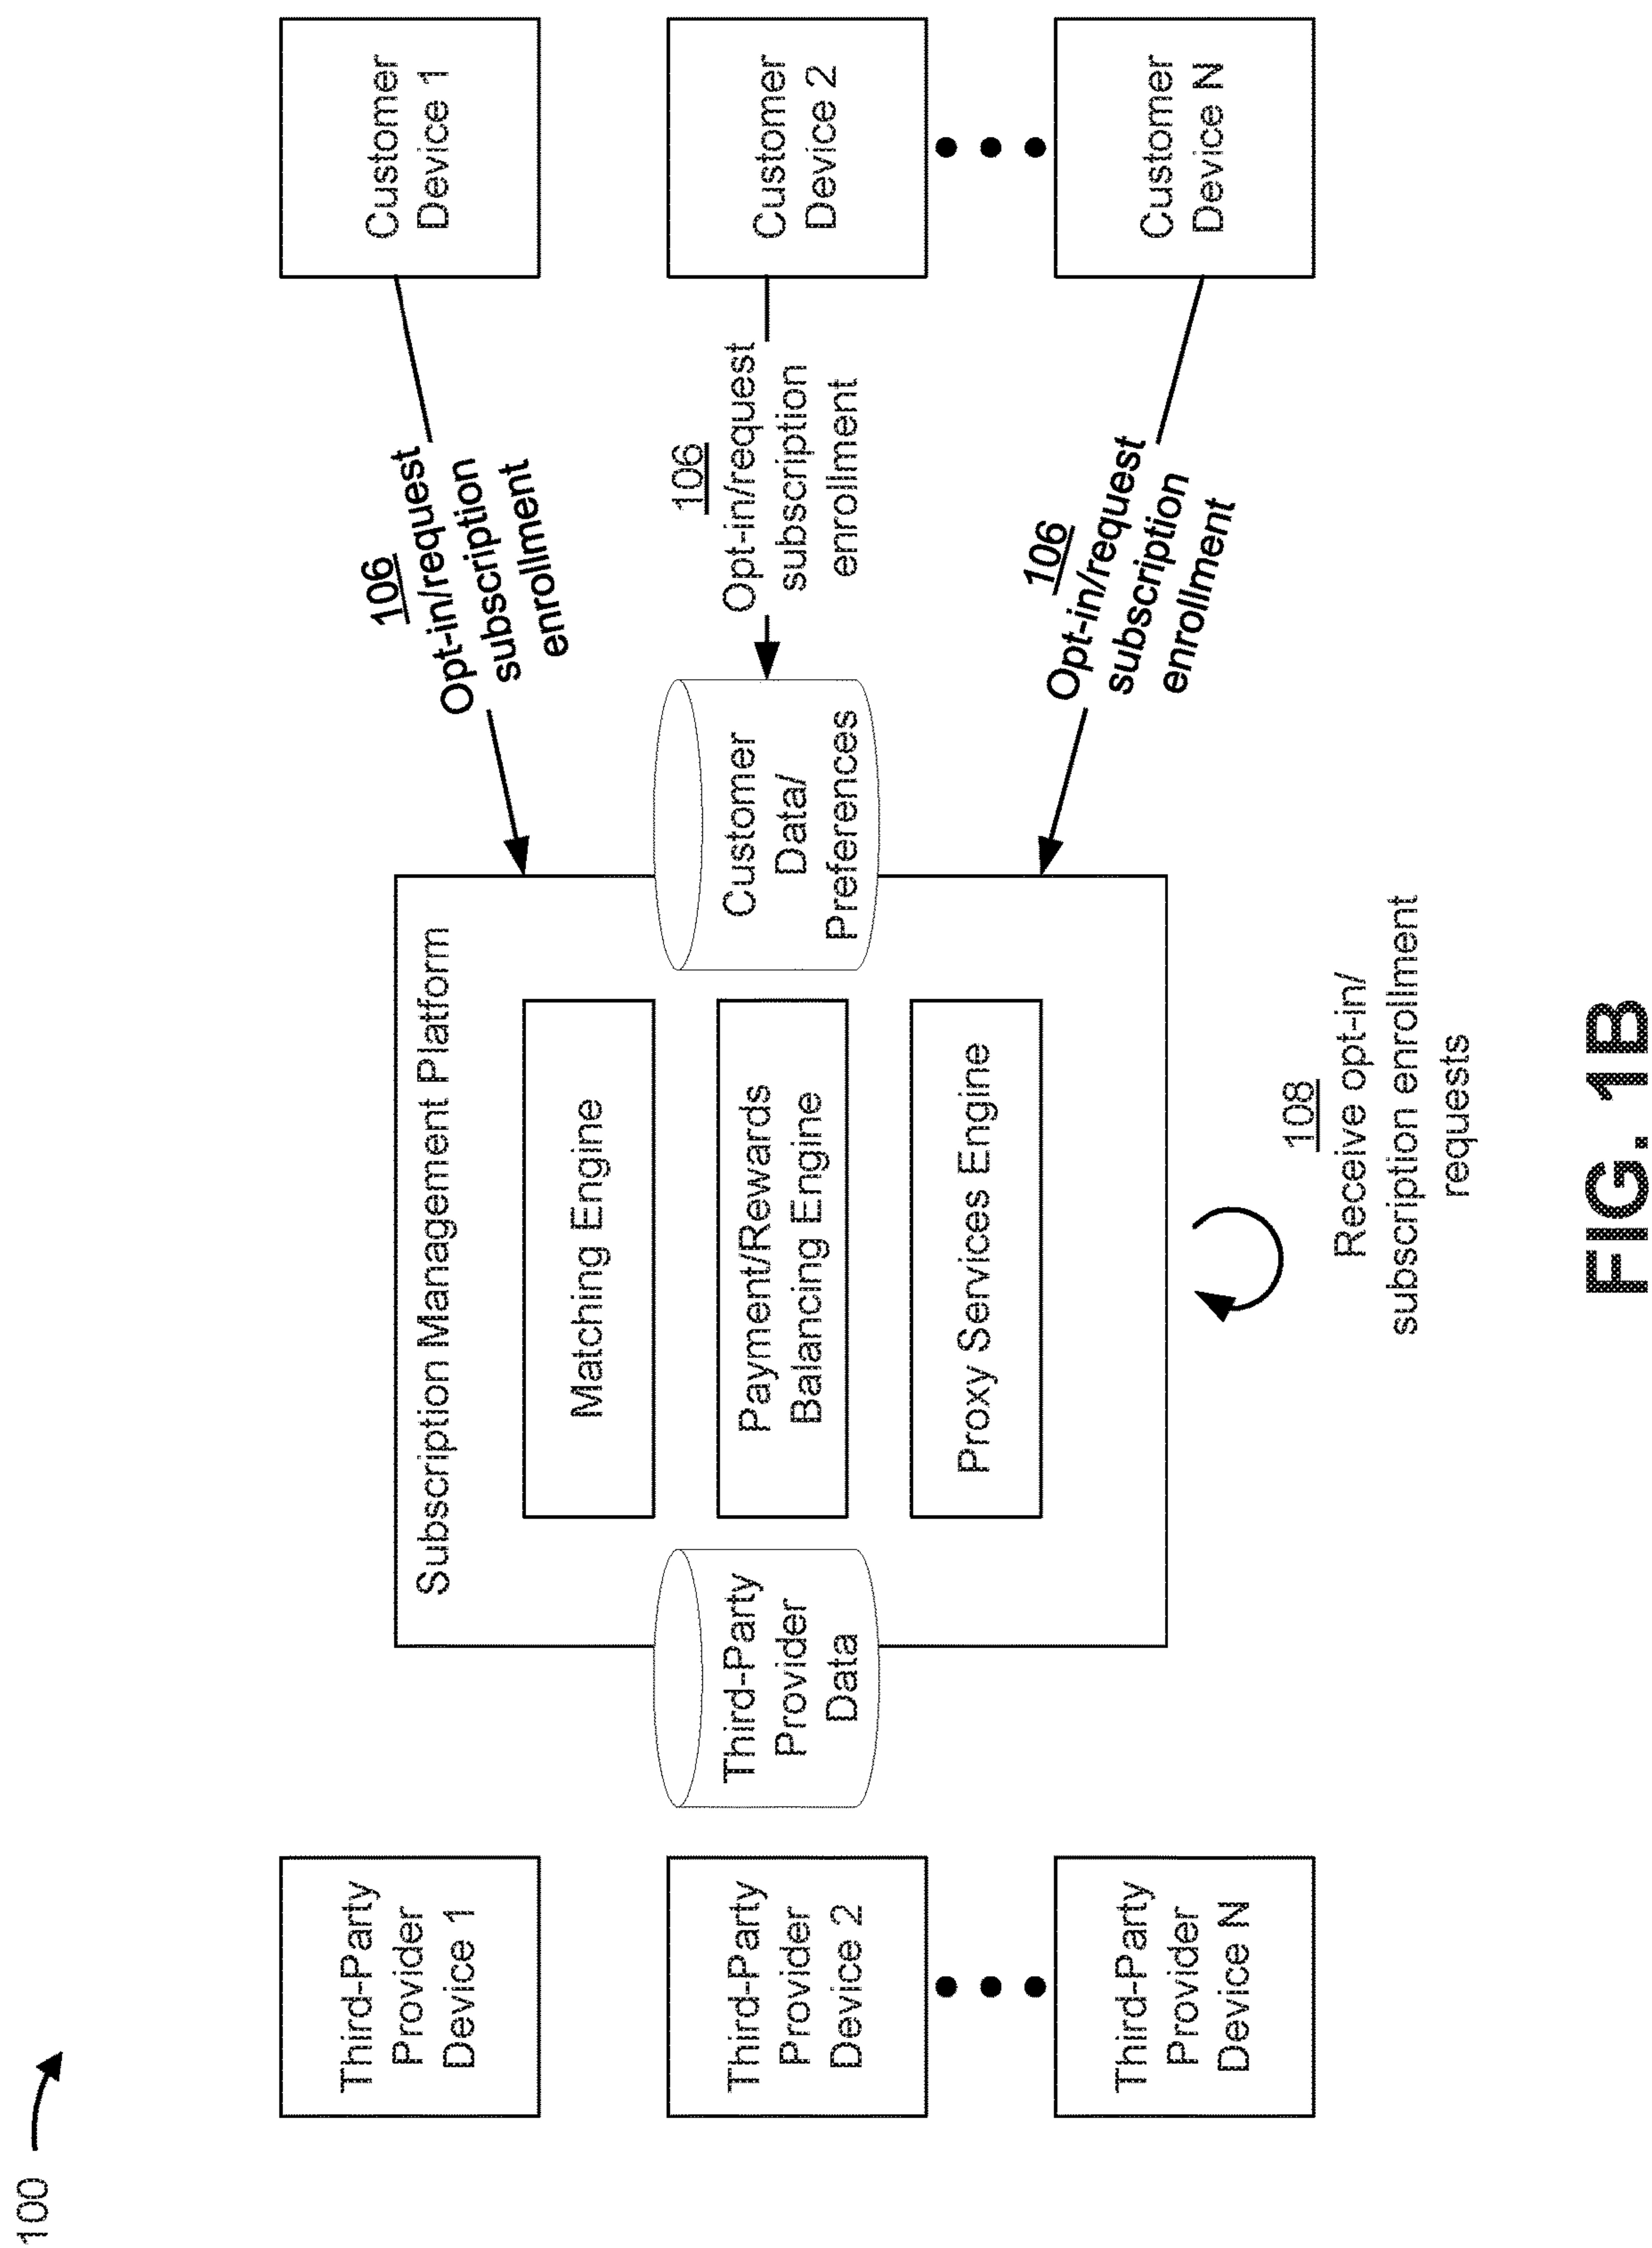 100
Third-Party
Provider
Device 1
Third-Party
Provider
Device 2
Third-Party
Provider
Device N
Subscription Management Platform
Third-Party
Provider
Data
Matching Engine
Payment/Rewards
Balancing Engine
Proxy Services Engine
Customer
Data/
Preferences
108
Receive opt-in/
subscription enrollment
requests
106
Opt-in/request
subscription
enrollment
106
Opt-in/request
subscription
enrollment
106
Opt-in/request
subscription
enrollment
Customer
Device 1
Customer
Device 2
Customer
Device N
FIG. 1B